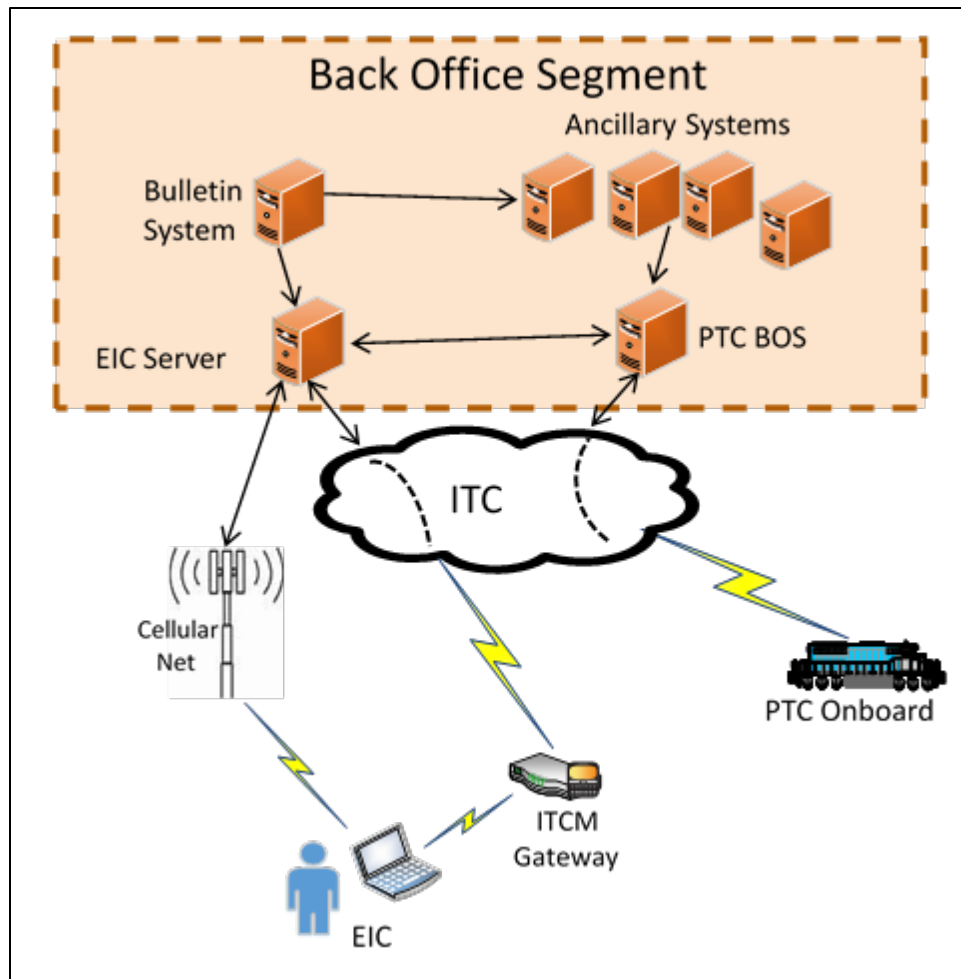 Back Office Segment
Ancillary Systems
Bulletin
System
EIC Server
PTC BOS
ITC
Cellular
Net
PTC Onboard
ITCM
Gateway
EIC